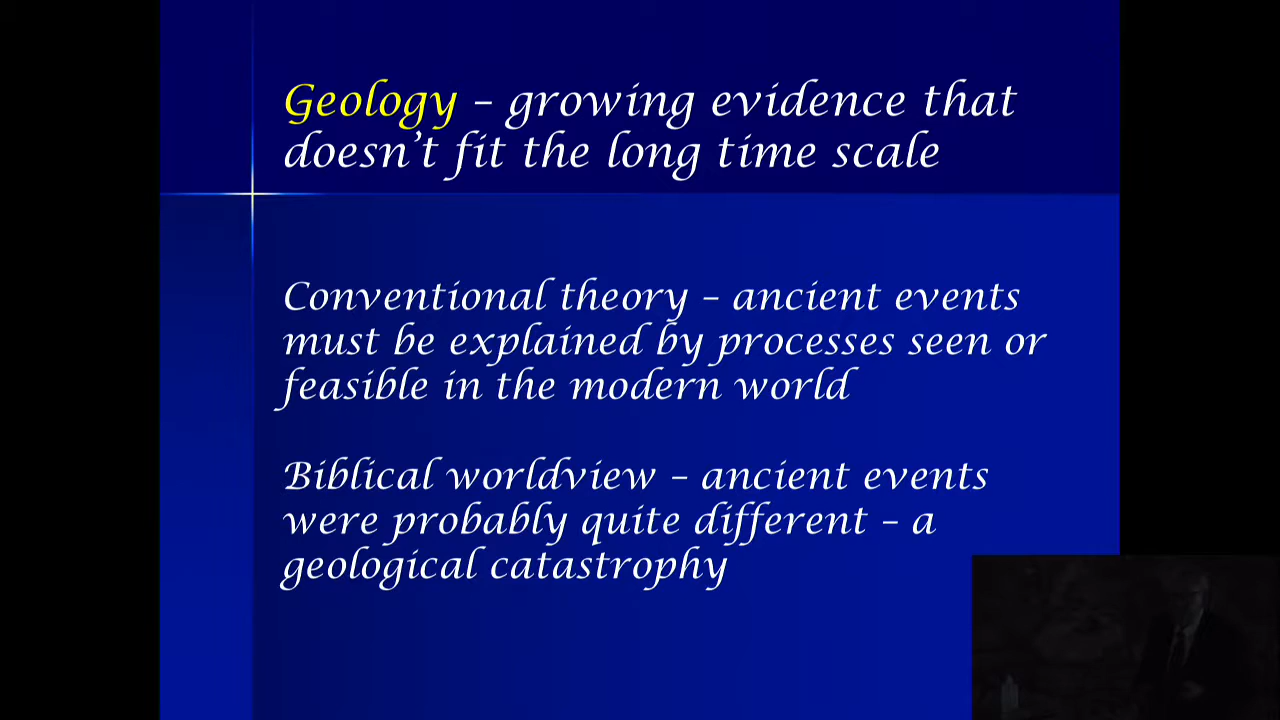 Geology – growing evidence that
doesn't fit the long time scale
Conventional theory – ancient events
must be explained by processes seen or
feasible in the modern world
Biblical worldview – ancient events
were probably quite different – a
geological catastrophy